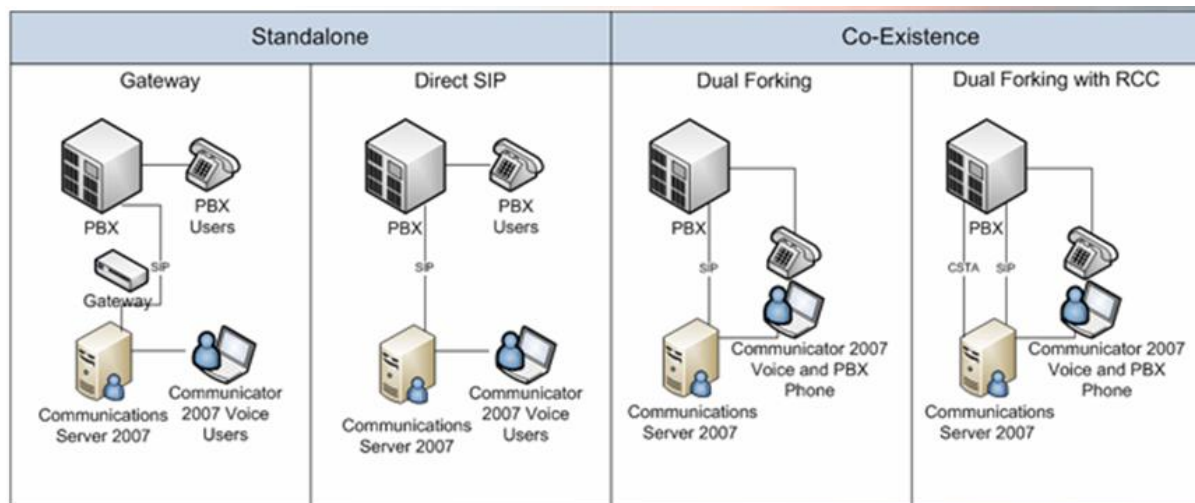 Standalone
Co-Existence
Gateway
PBX
PBX
Users
SIP
Gateway
Communications
Server 2007
Communicator
2007 Voice
Users
Direct SIP
PBX
PBX
Users
SIP
Communications
Server 2007
Communicator
2007 Voice
Users
Dual Forking
PBX
SIP
Communicator 2007
Voice and PBX
Phone
Communications
Server 2007
Dual Forking with RCC
PBX
CSTA
SIP
Communicator 2007
Voice and PBX
Phone
Communications
Server 2007